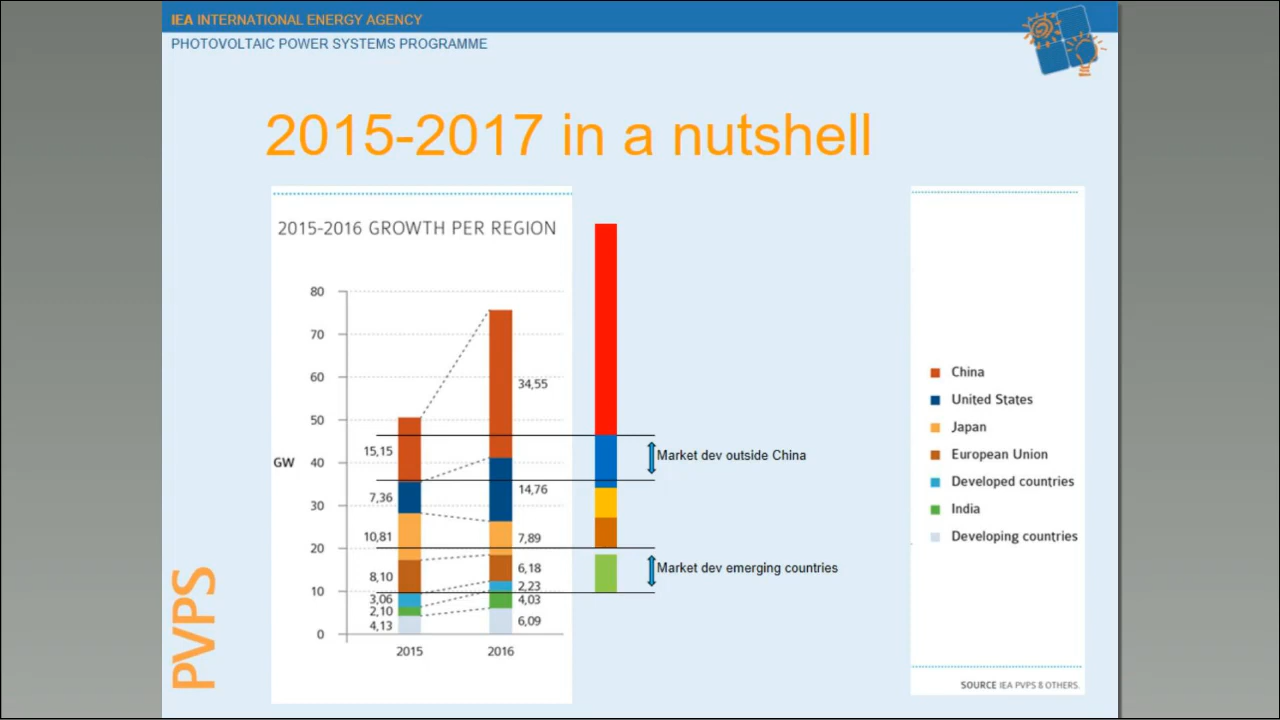 IEA INTERNATIONAL ENERGY AGENCY
PHOTOVOLTAIC POWER SYSTEMS PROGRAMME
2015-2017 in a nutshell
2015-2016 GROWTH PER REGION
80
70
60
50
40
30
20
10
0
GW
15,15
7,36
10,81
8,10
3,06
2,10
4,13
34,55
14,76
7,89
6,18
2,23
4,03
6,09
2015
2016
Market dev outside China
Market dev emerging countries
China
United States
Japan
European Union
Developed countries
India
Developing countries
SOURCE IEA PVPS & OTHERS.
PVPS